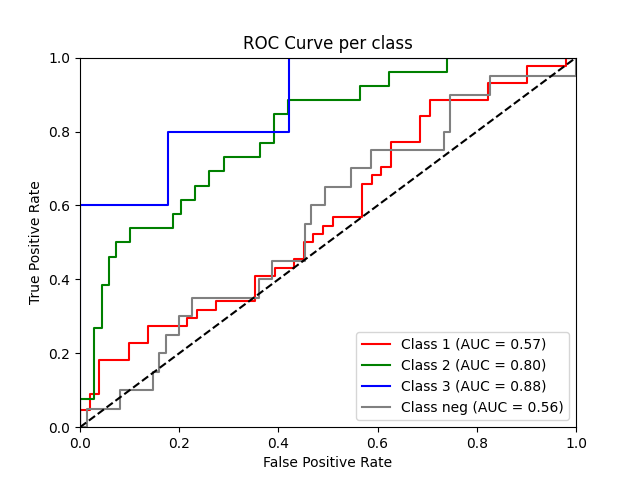 ROC Curve per class
True Positive Rate
1.0
0.8
0.6
0.4
0.2
0.0
Class 1 (AUC = 0.57)
Class 2 (AUC = 0.80)
Class 3 (AUC = 0.88)
Class neg (AUC = 0.56)
0.0 0.2 0.4 0.6 0.8 1.0
False Positive Rate